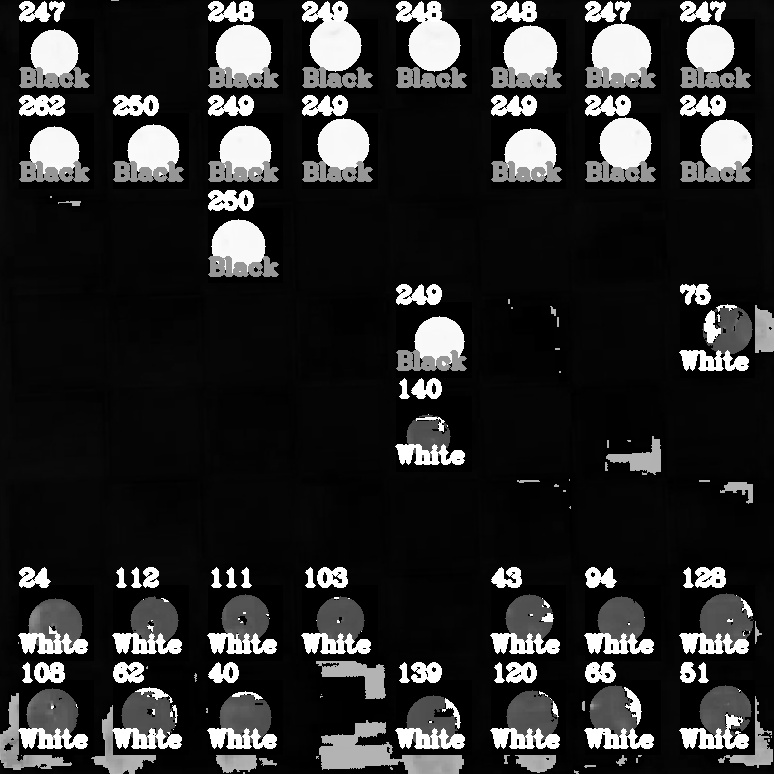 247 248 249 248 248 247 247
Black Black Black Black Black Black Black
262 250 249 249 249 249 249
Black Black Black Black Black Black Black
250
Black
249 75
Black White
140
White
24 112 111 103 43 94 128
White White White White White White White
108 62 40 139 120 65 51
White White White White White White White